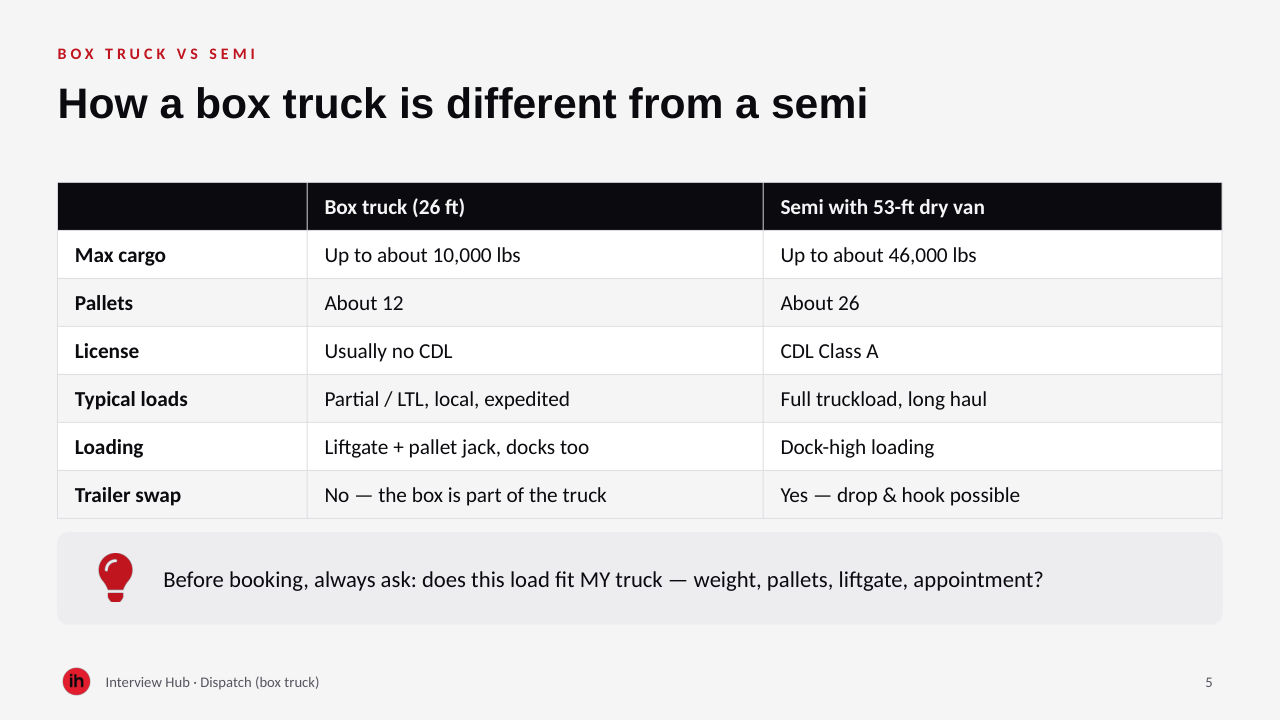 BOX TRUCK VS SEMI
How a box truck is different from a semi
Box truck (26 ft) Semi with 53-ft dry van
Max cargo Up to about 10,000 lbs Up to about 46,000 lbs
Pallets About 12 About 26
License Usually no CDL CDL Class A
Typical loads Partial / LTL, local, expedited Full truckload, long haul
Loading Liftgate + pallet jack, docks too Dock-high loading
Trailer swap No — the box is part of the truck Yes — drop & hook possible
Before booking, always ask: does this load fit MY truck — weight, pallets, liftgate, appointment?
ih Interview Hub · Dispatch (box truck) 5